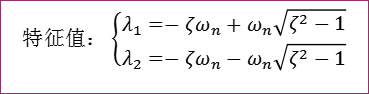 特征值：
λ₁ =− ζωₙ + ωₙ√(ζ² − 1)
λ₂ =− ζωₙ − ωₙ√(ζ² − 1)